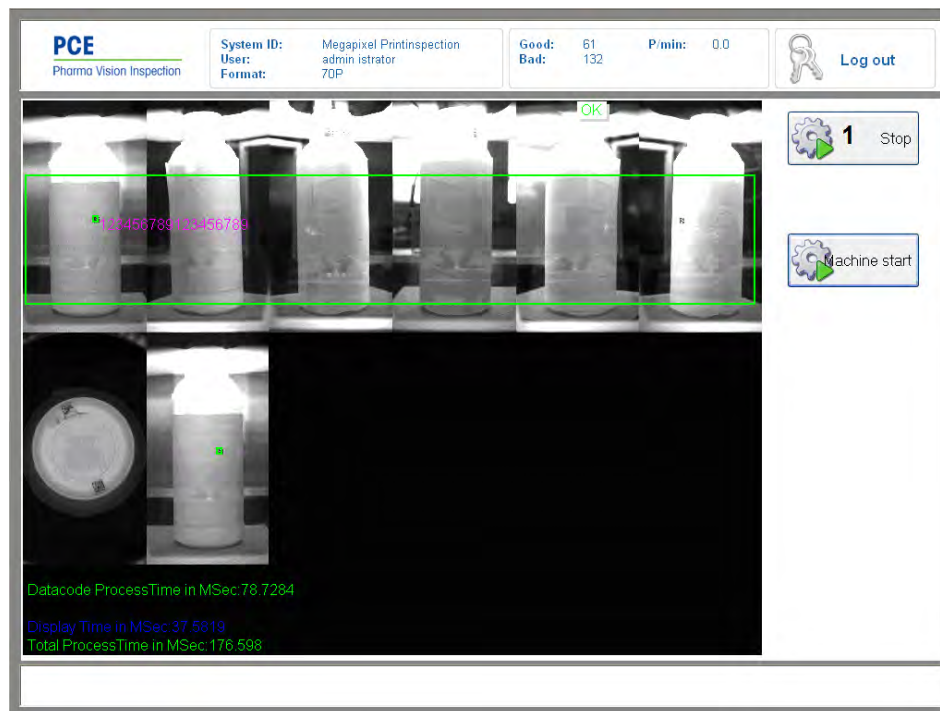 PCE
Pharma Vision Inspection
System ID: Megapixel Printinspection
User: admin istrator
Format: 70P
Good: 61 P/min: 0.0
Bad: 132
Log out
OK
1 Stop
123456789123456789
Machine start
Datacode ProcessTime in MSec:78.7284
Display Time in MSec:37.5819
Total ProcessTime in MSec:176.598